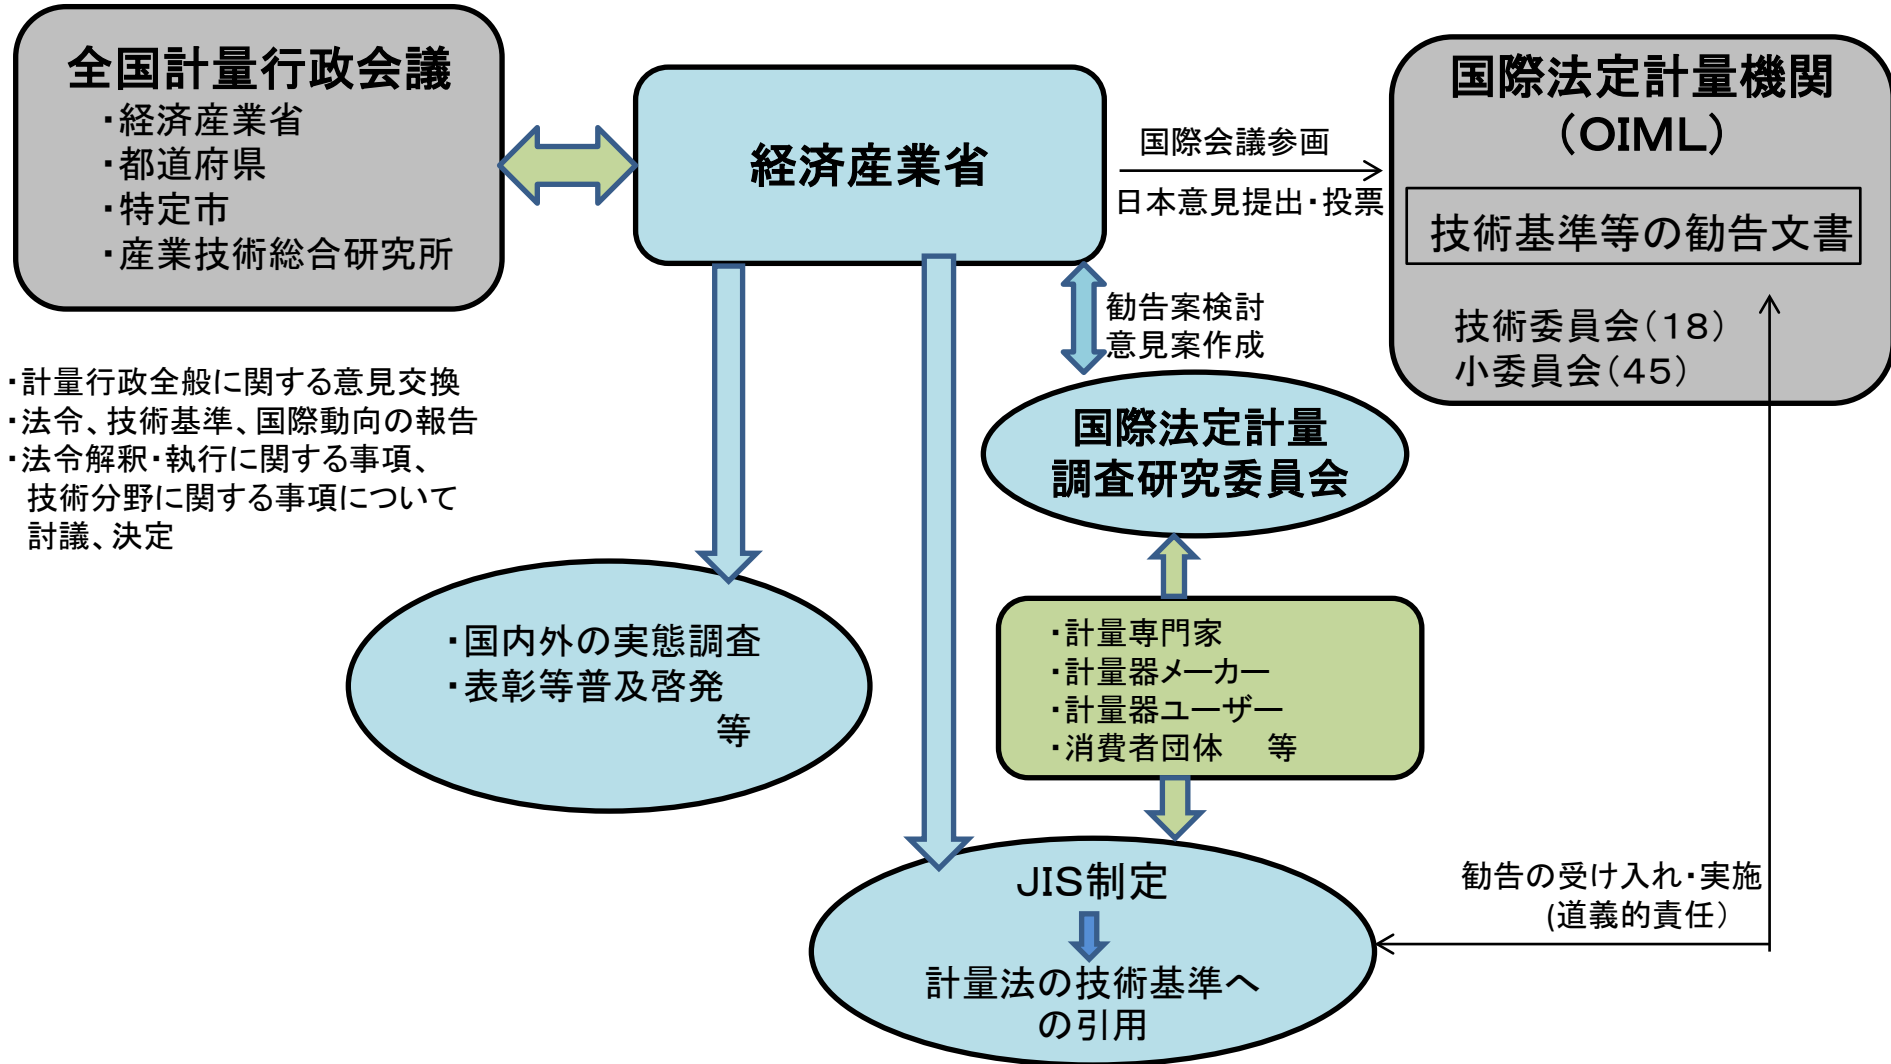 全国計量行政会議
・経済産業省
・都道府県
・特定市
・産業技術総合研究所
・計量行政全般に関する意見交換
・法令、技術基準、国際動向の報告
・法令解釈・執行に関する事項、
技術分野に関する事項について
討議、決定
経済産業省
国際会議参画
日本意見提出・投票
国際法定計量機関
（OIML）
技術基準等の勧告文書
技術委員会（18）
小委員会（45）
勧告案検討
意見案作成
国際法定計量
調査研究委員会
・国内外の実態調査
・表彰等普及啓発
等
・計量専門家
・計量器メーカー
・計量器ユーザー
・消費者団体　等
JIS制定
計量法の技術基準へ
の引用
勧告の受け入れ・実施
(道義的責任）